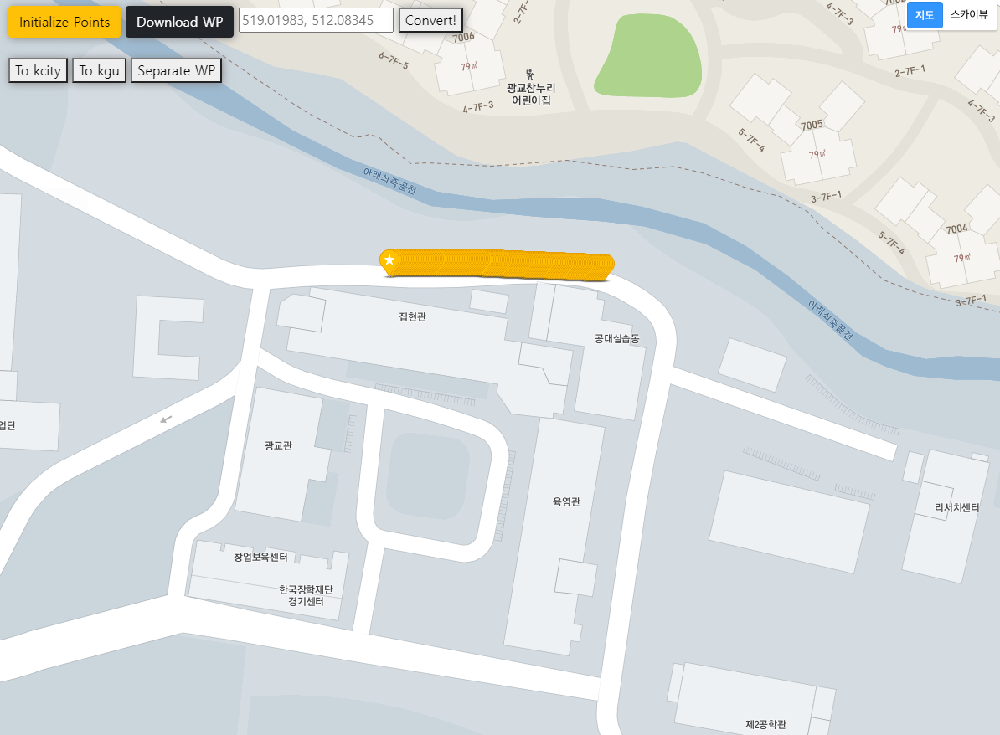 Initialize Points
Download WP
519.01983, 512.08345
Convert!
지도
스카이뷰
To kcity
To kgu
Separate WP
2-7F-
4-7F-3
7006
79㎡
6-7F-5
4-7F-3
광교참누리
어린이집
79㎡
2-7F-1
4-7F-3
7005
79㎡
5-7F-4
3-7F-1
7004
79㎡
5-7F-4
3-7F-1
아래쇠죽골천
아래쇠죽골천
집현관
공대실습동
업단
광교관
육영관
리서치센터
창업보육센터
한국장학재단
경기센터
제2공학관